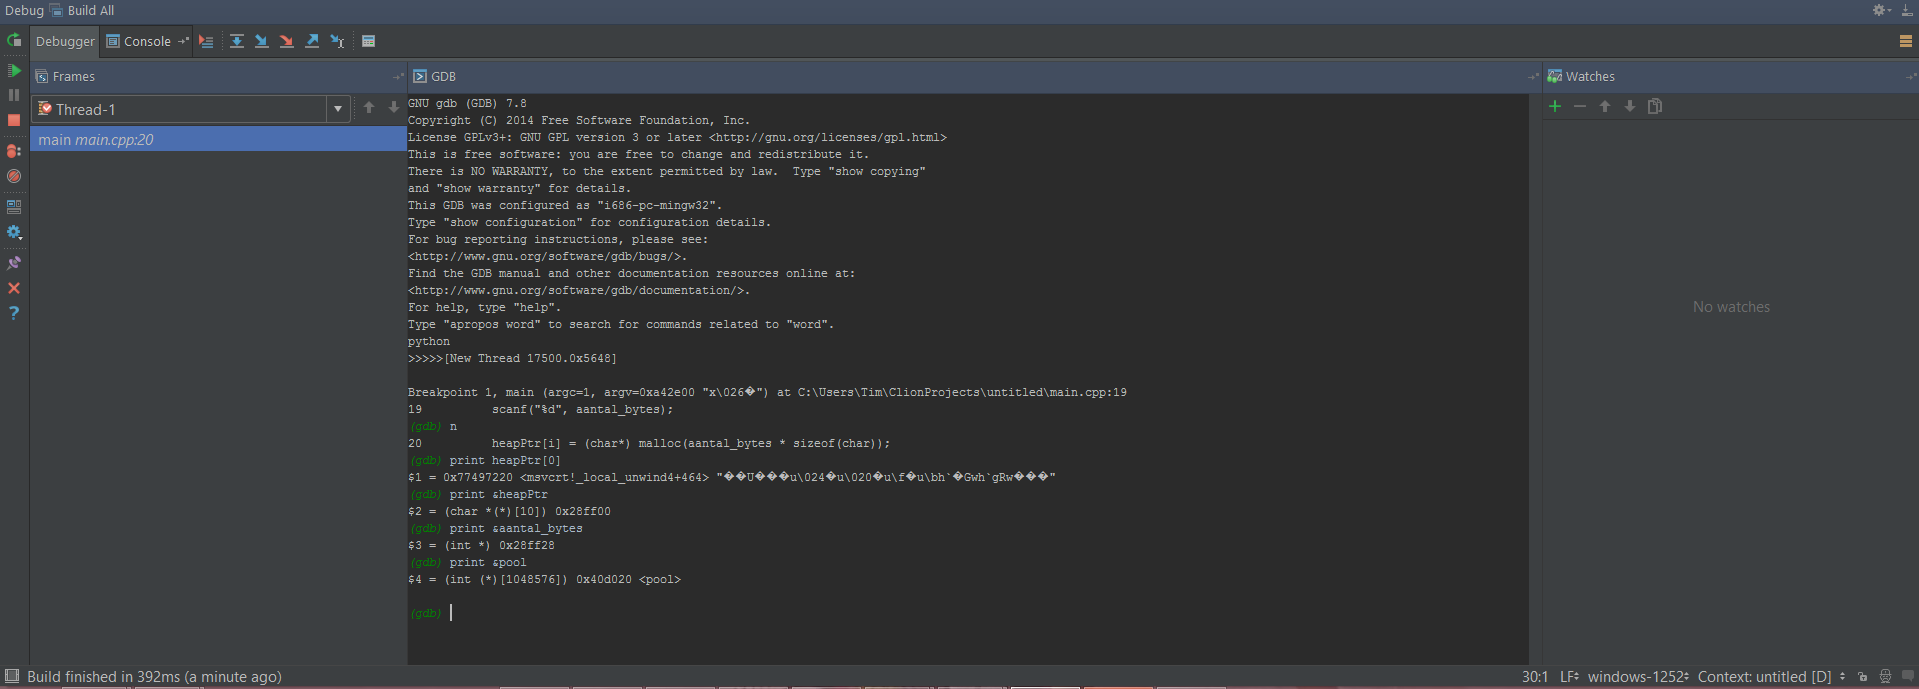 Debug Build All
Debugger Console
Frames
GDB
Watches
Thread-1
main main.cpp:20
GNU gdb (GDB) 7.8
Copyright (C) 2014 Free Software Foundation, Inc.
License GPLv3+: GNU GPL version 3 or later <http://gnu.org/licenses/gpl.html>
This is free software: you are free to change and redistribute it.
There is NO WARRANTY, to the extent permitted by law.  Type "show copying"
and "show warranty" for details.
This GDB was configured as "i686-pc-mingw32".
Type "show configuration" for configuration details.
For bug reporting instructions, please see:
<http://www.gnu.org/software/gdb/bugs/>.
Find the GDB manual and other documentation resources online at:
<http://www.gnu.org/software/gdb/documentation/>.
For help, type "help".
Type "apropos word" to search for commands related to "word".
python
>>>>>[New Thread 17500.0x5648]
Breakpoint 1, main (argc=1, argv=0xa42e00 "x\026�") at C:\Users\Tim\ClionProjects\untitled\main.cpp:19
19          scanf("%d", aantal_bytes);
(gdb) n
20          heapPtr[i] = (char*) malloc(aantal_bytes * sizeof(char));
(gdb) print heapPtr[0]
$1 = 0x77497220 <msvcrt!_local_unwind4+464> "��U���u\024�u\020�u\f�u\bh`�Gwh`gRw���"
(gdb) print &heapPtr
$2 = (char *(*)[10]) 0x28ff00
(gdb) print &aantal_bytes
$3 = (int *) 0x28ff28
(gdb) print &pool
$4 = (int (*)[1048576]) 0x40d020 <pool>
(gdb)
No watches
Build finished in 392ms (a minute ago)
30:1 LF windows-1252 Context: untitled [D]